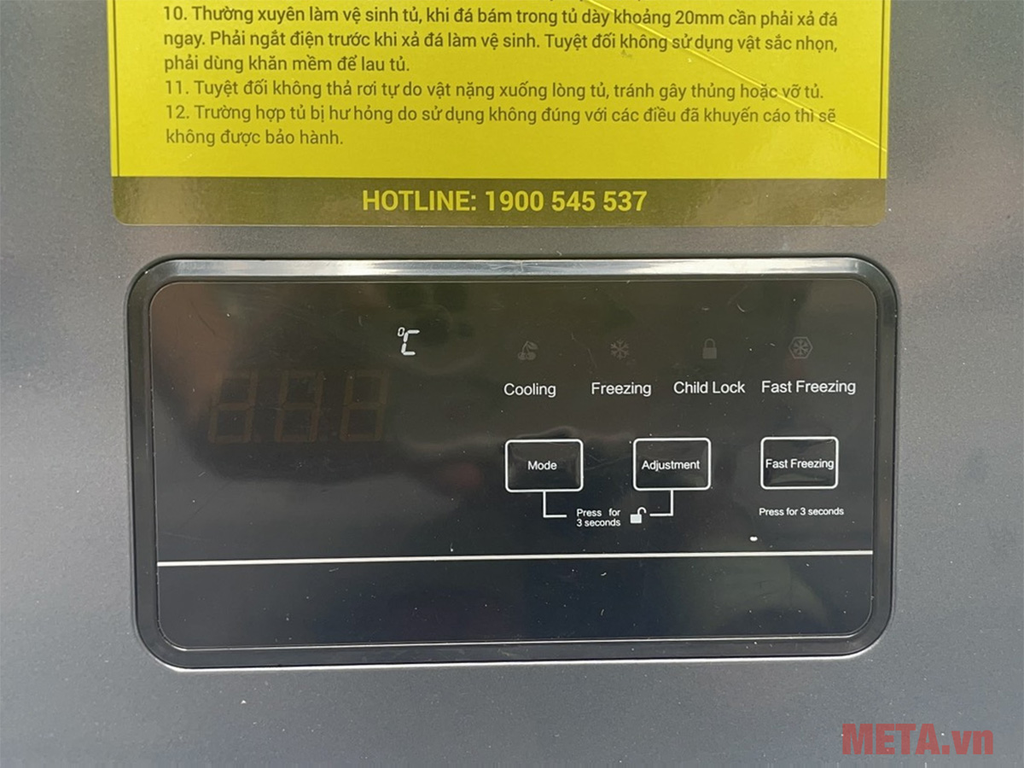 10. Thường xuyên làm vệ sinh tủ, khi đá bám trong tủ dày khoảng 20mm cần phải xả đá
ngay. Phải ngắt điện trước khi xả đá làm vệ sinh. Tuyệt đối không sử dụng vật sắc nhọn,
phải dùng khăn mềm để lau tủ.
11. Tuyệt đối không thả rơi tự do vật nặng xuống lòng tủ, tránh gây thủng hoặc vỡ tủ.
12. Trường hợp tủ bị hư hỏng do sử dụng không đúng với các điều đã khuyến cáo thì sẽ
không được bảo hành.
HOTLINE: 1900 545 537
°C
Cooling Freezing Child Lock Fast Freezing
Mode Adjustment Fast Freezing
Press for 3 seconds
Press for
3 seconds
META.vn